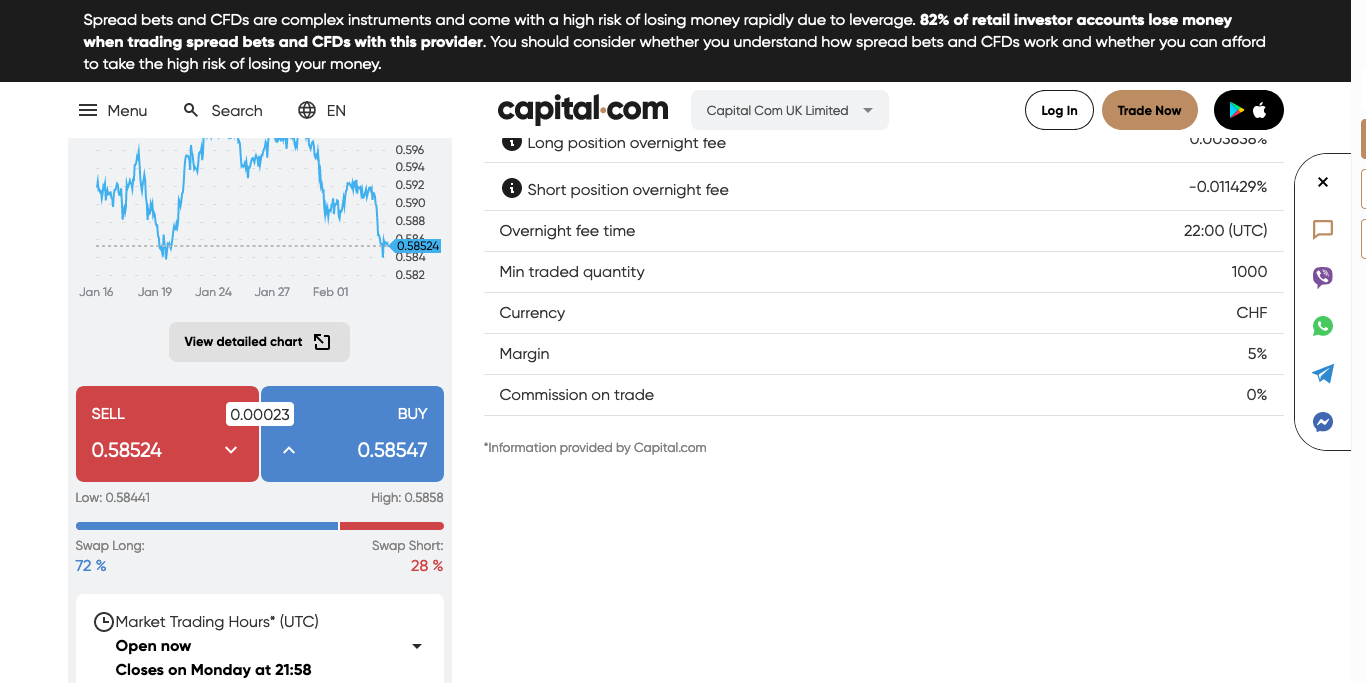 Spread bets and CFDs are complex instruments and come with a high risk of losing money rapidly due to leverage. 82% of retail investor accounts lose money
when trading spread bets and CFDs with this provider. You should consider whether you understand how spread bets and CFDs work and whether you can afford
to take the high risk of losing your money.
Menu
Search
EN
capital.com
Capital Com UK Limited
Log In
Trade Now
0.596
0.594
0.592
0.590
0.588
0.586
0.58524
0.584
0.582
Jan 16
Jan 19
Jan 24
Jan 27
Feb 01
View detailed chart
SELL
0.00023
BUY
0.58524
0.58547
Low: 0.58441
High: 0.5858
Swap Long:
Swap Short:
72 %
28 %
Market Trading Hours* (UTC)
Open now
Closes on Monday at 21:58
Long position overnight fee
0.003838%
Short position overnight fee
-0.011429%
Overnight fee time
22:00 (UTC)
Min traded quantity
1000
Currency
CHF
Margin
5%
Commission on trade
0%
*Information provided by Capital.com